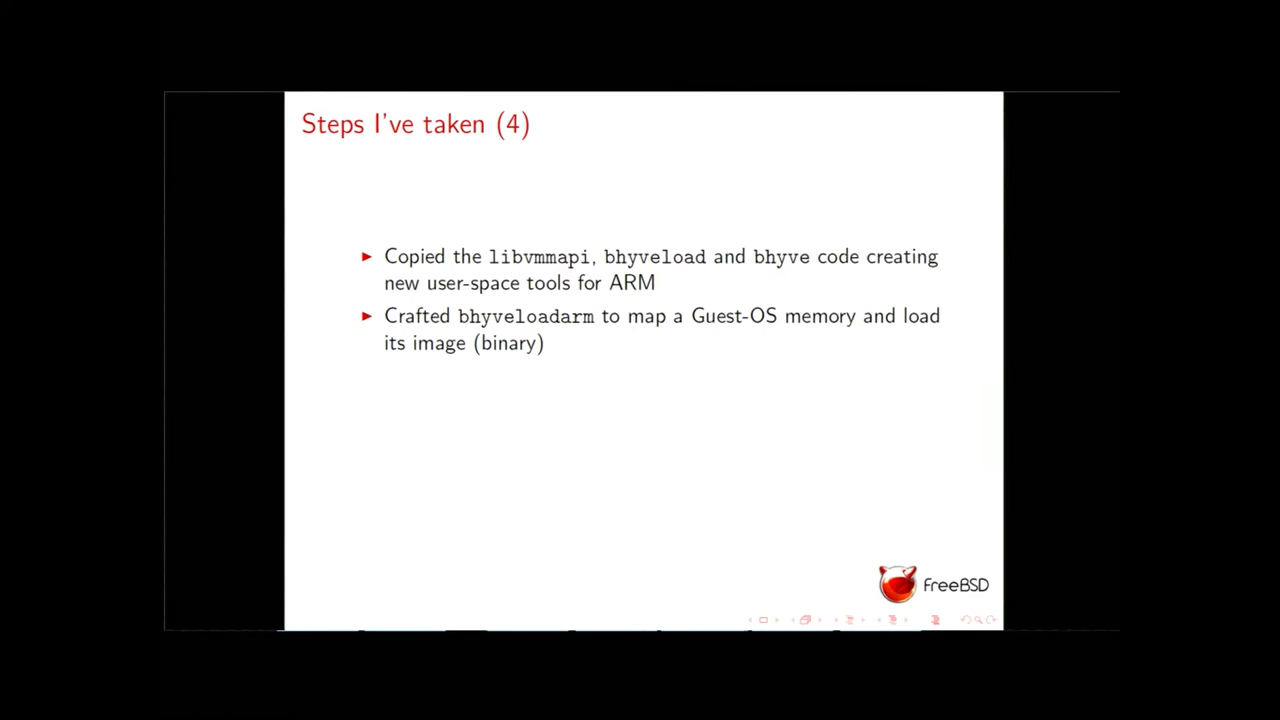 Steps I've taken (4)
Copied the libvmmapi, bhyveload and bhyve code creating
new user-space tools for ARM
Crafted bhyveloadarm to map a Guest-OS memory and load
its image (binary)
FreeBSD